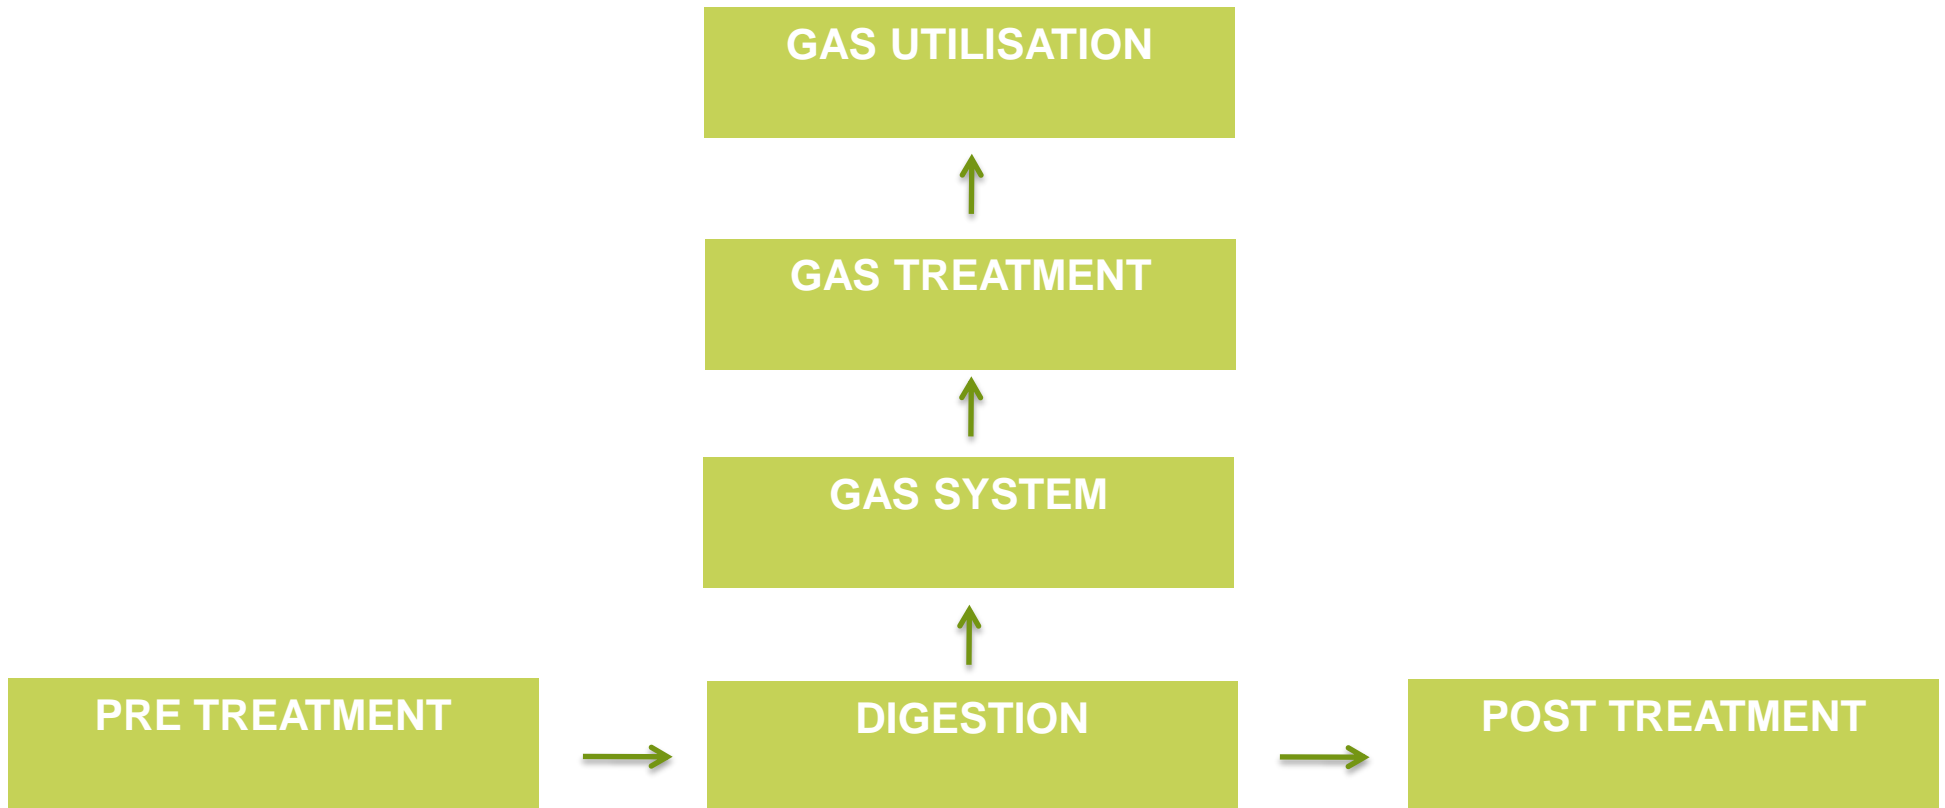 GAS UTILISATION
GAS TREATMENT
GAS SYSTEM
PRE TREATMENT
DIGESTION
POST TREATMENT